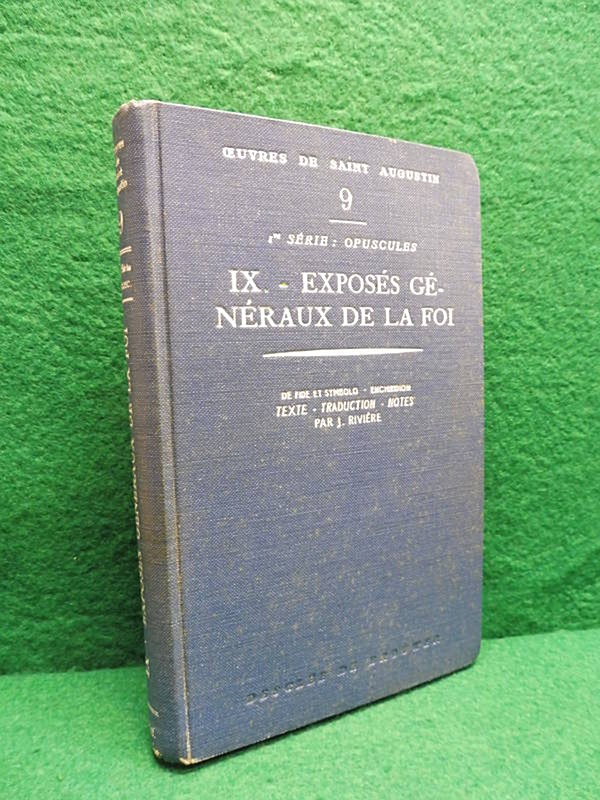 ŒUVRES DE SAINT AUGUSTIN
9
1re SÉRIE : OPUSCULES
IX. - EXPOSÉS GÉ-
NÉRAUX DE LA FOI
DE FIDE ET SYMBOLO - ENCHIRIDION
TEXTE - TRADUCTION - NOTES
PAR J. RIVIÈRE
DESCLÉE DE BROUWER
9